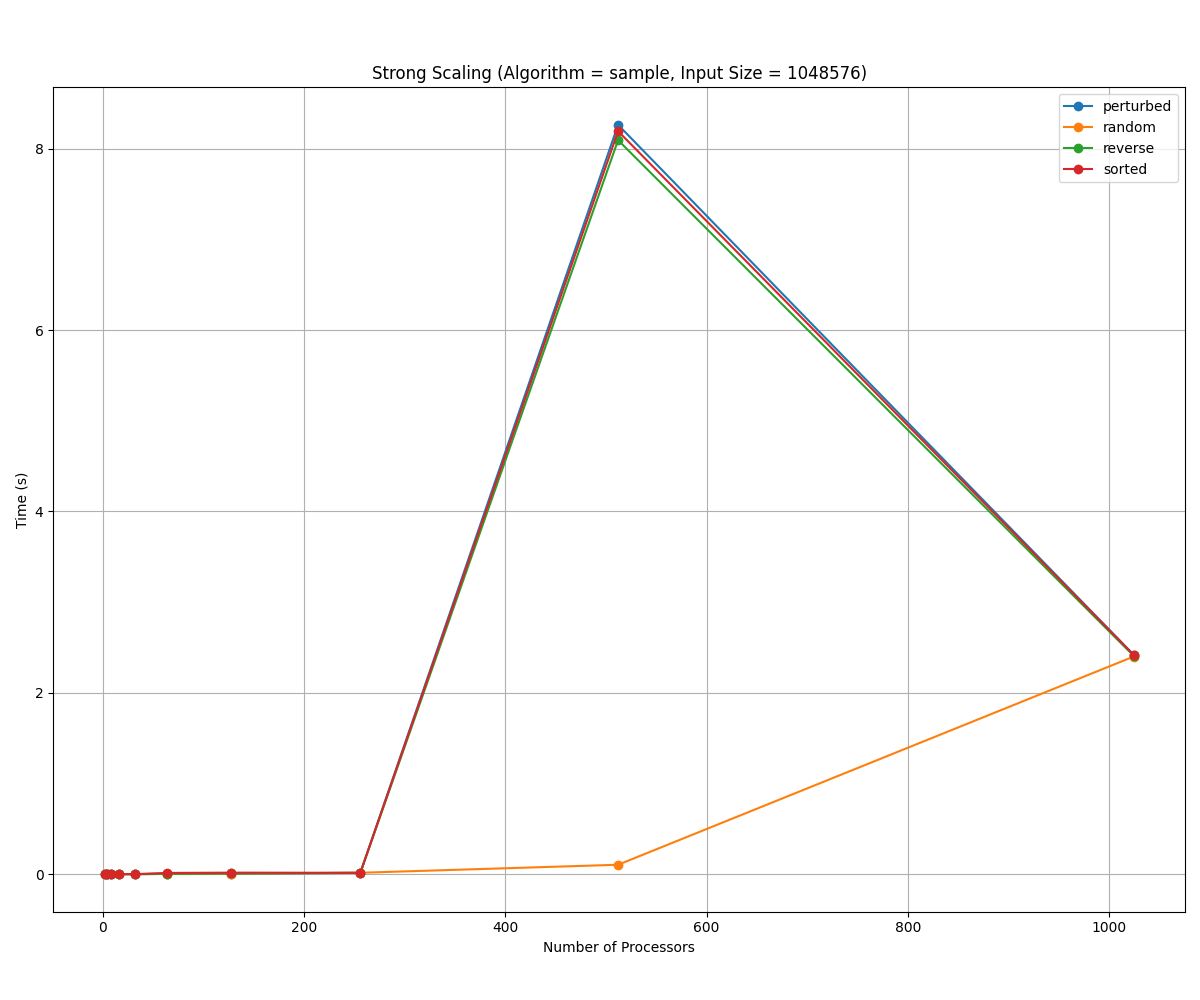 Strong Scaling (Algorithm = sample, Input Size = 1048576)
perturbed
random
reverse
sorted
Time (s)
8
6
4
2
0
0 200 400 600 800 1000
Number of Processors